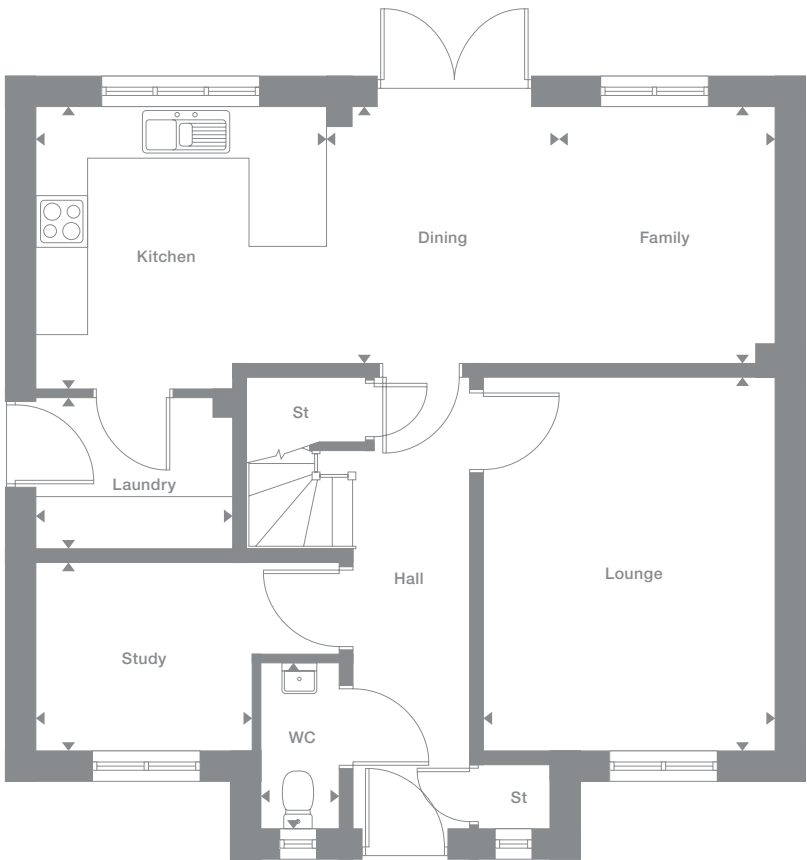 Kitchen
Dining
Family
St
Laundry
Hall
Lounge
Study
WC
St